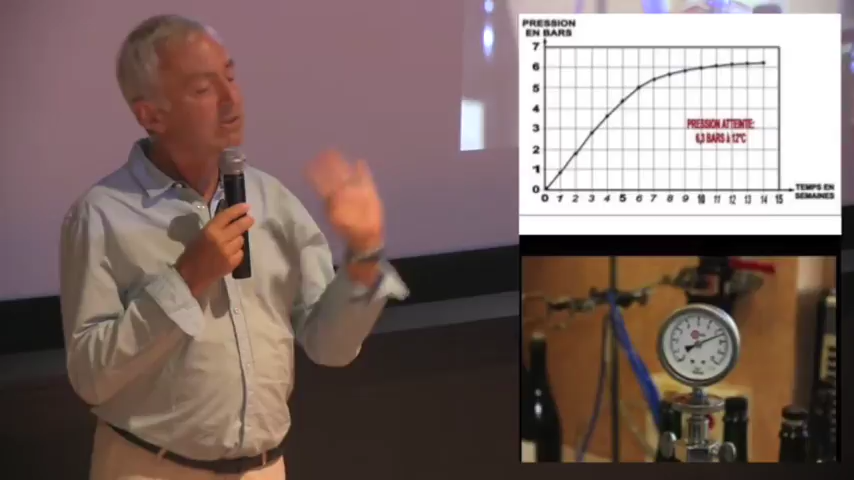 PRESSION
EN BARS
7
6
5
4
3
2
1
0
PRESSION ATTEINTE:
6,3 BARS à 12°C
0 1 2 3 4 5 6 7 8 9 10 11 12 13 14 15
TEMPS EN
SEMAINES